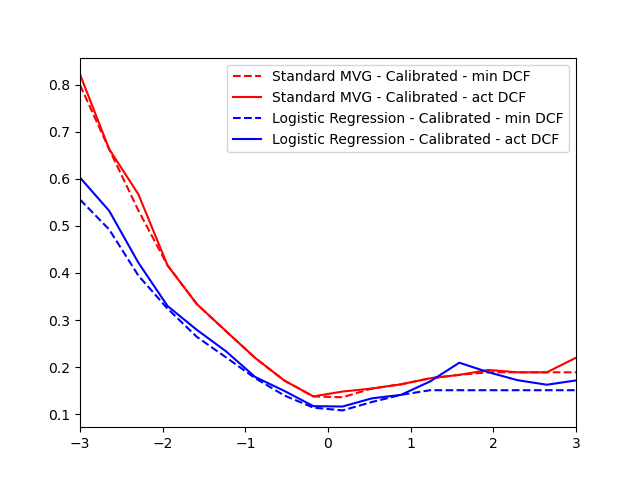 Standard MVG - Calibrated - min DCF
Standard MVG - Calibrated - act DCF
Logistic Regression - Calibrated - min DCF
Logistic Regression - Calibrated - act DCF
0.8
0.7
0.6
0.5
0.4
0.3
0.2
0.1
−3 −2 −1 0 1 2 3